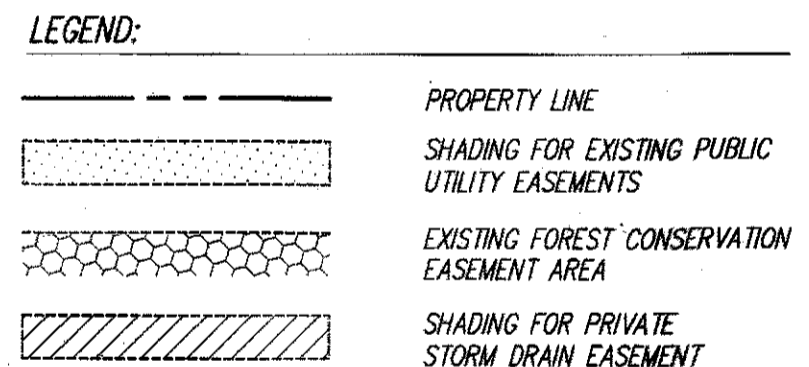 LEGEND:
PROPERTY LINE
SHADING FOR EXISTING PUBLIC
UTILITY EASEMENTS
EXISTING FOREST CONSERVATION
EASEMENT AREA
SHADING FOR PRIVATE
STORM DRAIN EASEMENT